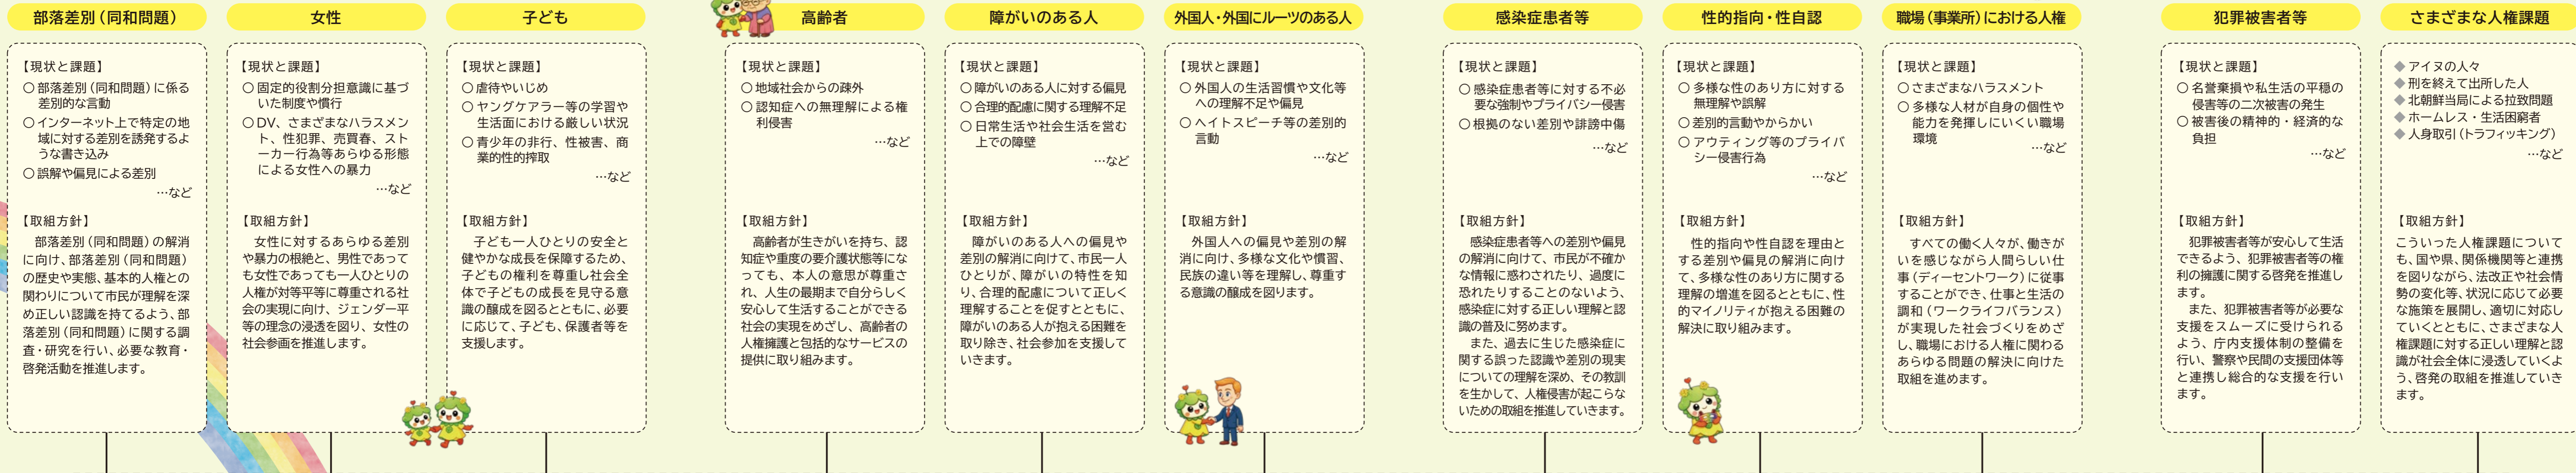 部落差別(同和問題)
【現状と課題】
○部落差別(同和問題)に係る
差別的な言動
○インターネット上で特定の地
域に対する差別を誘発するよ
うな書き込み
○誤解や偏見による差別
…など
【取組方針】
部落差別(同和問題)の解消
に向け、部落差別(同和問題)
の歴史や実態、基本的人権との
関わりについて市民が理解を深
め正しい認識を持てるよう、部
落差別(同和問題)に関する調
査・研究を行い、必要な教育・
啓発活動を推進します。
女性
【現状と課題】
○固定的役割分担意識に基づ
いた制度や慣行
○DV、さまざまなハラスメン
ト、性犯罪、売買春、スト
ーカー行為等あらゆる形態
による女性への暴力
…など
【取組方針】
女性に対するあらゆる差別
や暴力の根絶と、男性であって
も女性であっても一人ひとりの
人権が対等平等に尊重される社
会の実現に向け、ジェンダー平
等の理念の浸透を図り、女性の
社会参画を推進します。
子ども
【現状と課題】
○虐待やいじめ
○ヤングケアラー等の学習や
生活面における厳しい状況
○青少年の非行、性被害、商
業的性的搾取
…など
【取組方針】
子ども一人ひとりの安全と
健やかな成長を保障するため、
子どもの権利を尊重し社会全
体で子どもの成長を見守る意
識の醸成を図るとともに、必要
に応じて、子ども、保護者等を
支援します。
高齢者
【現状と課題】
○地域社会からの疎外
○認知症への無理解による権
利侵害
…など
【取組方針】
高齢者が生きがいを持ち、認
知症や重度の要介護状態等にな
っても、本人の意思が尊重さ
れ、人生の最期まで自分らしく
安心して生活することができる
社会の実現をめざし、高齢者の
人権擁護と包括的なサービスの
提供に取り組みます。
障がいのある人
【現状と課題】
○障がいのある人に対する偏見
○合理的配慮に関する理解不足
○日常生活や社会生活を営む
上での障壁
…など
【取組方針】
障がいのある人への偏見や
差別の解消に向けて、市民一人
ひとりが、障がいの特性を知
り、合理的配慮について正しく
理解することを促すとともに、
障がいのある人が抱える困難を
取り除き、社会参加を支援して
いきます。
外国人・外国にルーツのある人
【現状と課題】
○外国人の生活習慣や文化等
への理解不足や偏見
○ヘイトスピーチ等の差別的
言動
…など
【取組方針】
外国人への偏見や差別の解
消に向け、多様な文化や慣習、
民族の違い等を理解し、尊重す
る意識の醸成を図ります。
感染症患者等
【現状と課題】
○感染症患者等に対する不必
要な強制やプライバシー侵害
○根拠のない差別や誹謗中傷
…など
【取組方針】
感染症患者等への差別や偏見
の解消に向けて、市民が不確か
な情報に惑わされたり、過度に
恐れたりすることのないよう、
感染症に対する正しい理解と認
識の普及に努めます。
また、過去に生じた感染症に
関する誤った認識や差別の現実
についての理解を深め、その教訓
を生かして、人権侵害が起こらな
いための取組を推進していきます。
性的指向・性自認
【現状と課題】
○多様な性のあり方に対する
無理解や誤解
○差別的言動やからかい
○アウティング等のプライバ
シー侵害行為
…など
【取組方針】
性的指向や性自認を理由と
する差別や偏見の解消に向け
て、多様な性のあり方に関する
理解の増進を図るとともに、性
的マイノリティが抱える困難の
解決に取り組みます。
職場(事業所)における人権
【現状と課題】
○さまざまなハラスメント
○多様な人材が自身の個性や
能力を発揮しにくい職場
環境
…など
【取組方針】
すべての働く人々が、働きが
いを感じながら人間らしい仕
事(ディーセントワーク)に従事
することができ、仕事と生活の
調和(ワークライフバランス)
が実現した社会づくりをめざ
し、職場における人権に関わる
あらゆる問題の解決に向けた
取組を進めます。
犯罪被害者等
【現状と課題】
○名誉棄損や私生活の平穏の
侵害等の二次被害の発生
○被害後の精神的・経済的な
負担
…など
【取組方針】
犯罪被害者等が安心して生活
できるよう、犯罪被害者等の権
利の擁護に関する啓発を推進し
ます。
また、犯罪被害者等が必要な
支援をスムーズに受けられる
よう、庁内支援体制の整備を
行い、警察や民間の支援団体等
と連携し総合的な支援を行い
ます。
さまざまな人権課題
◆アイヌの人々
◆刑を終えて出所した人
◆北朝鮮当局による拉致問題
◆ホームレス・生活困窮者
◆人身取引(トラフィッキング)
…など
【取組方針】
こういった人権課題について
も、国や県、関係機関等と連携
を図りながら、法改正や社会情
勢の変化等、状況に応じて必要
な施策を展開し、適切に対応し
ていくとともに、さまざまな人
権課題に対する正しい理解と認
識が社会全体に浸透していくよ
う、啓発の取組を推進していき
ます。